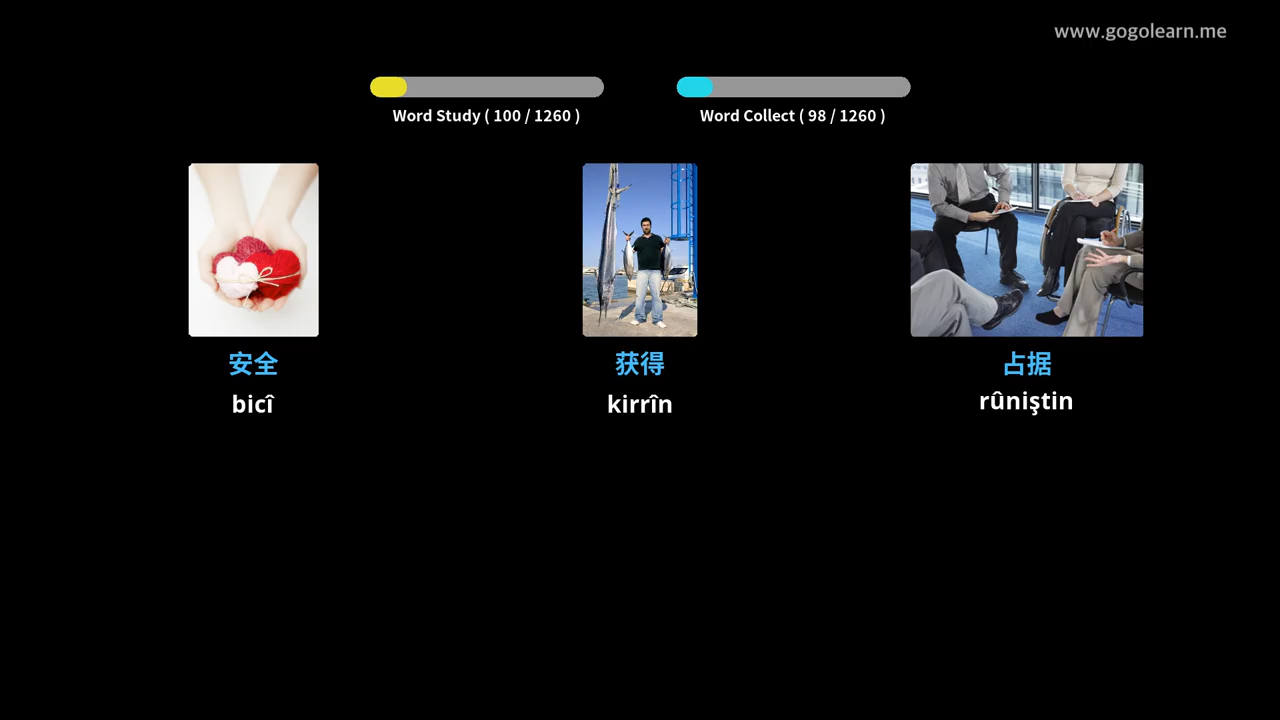 www.gogolearn.me
Word Study ( 100 / 1260 )
Word Collect ( 98 / 1260 )
安全
获得
占据
bicî
kirrîn
rûniştin